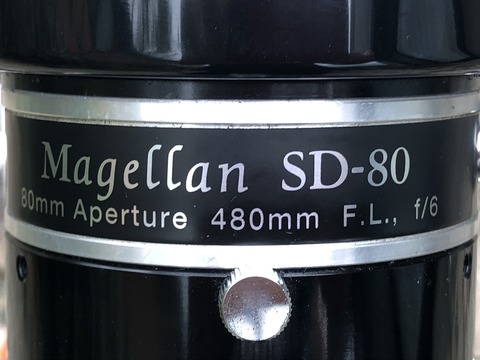 Magellan SD-80
80mm Aperture 480mm F.L., f/6